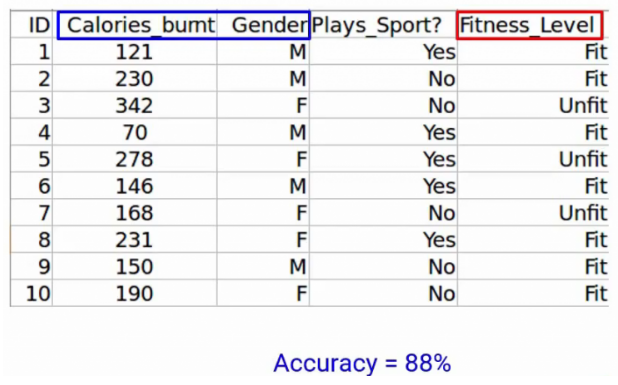 ID Calories_burnt Gender Plays_Sport? Fitness_Level
1 121 M Yes Fit
2 230 M No Fit
3 342 F No Unfit
4 70 M Yes Fit
5 278 F Yes Unfit
6 146 M Yes Fit
7 168 F No Unfit
8 231 F Yes Fit
9 150 M No Fit
10 190 F No Fit
Accuracy = 88%